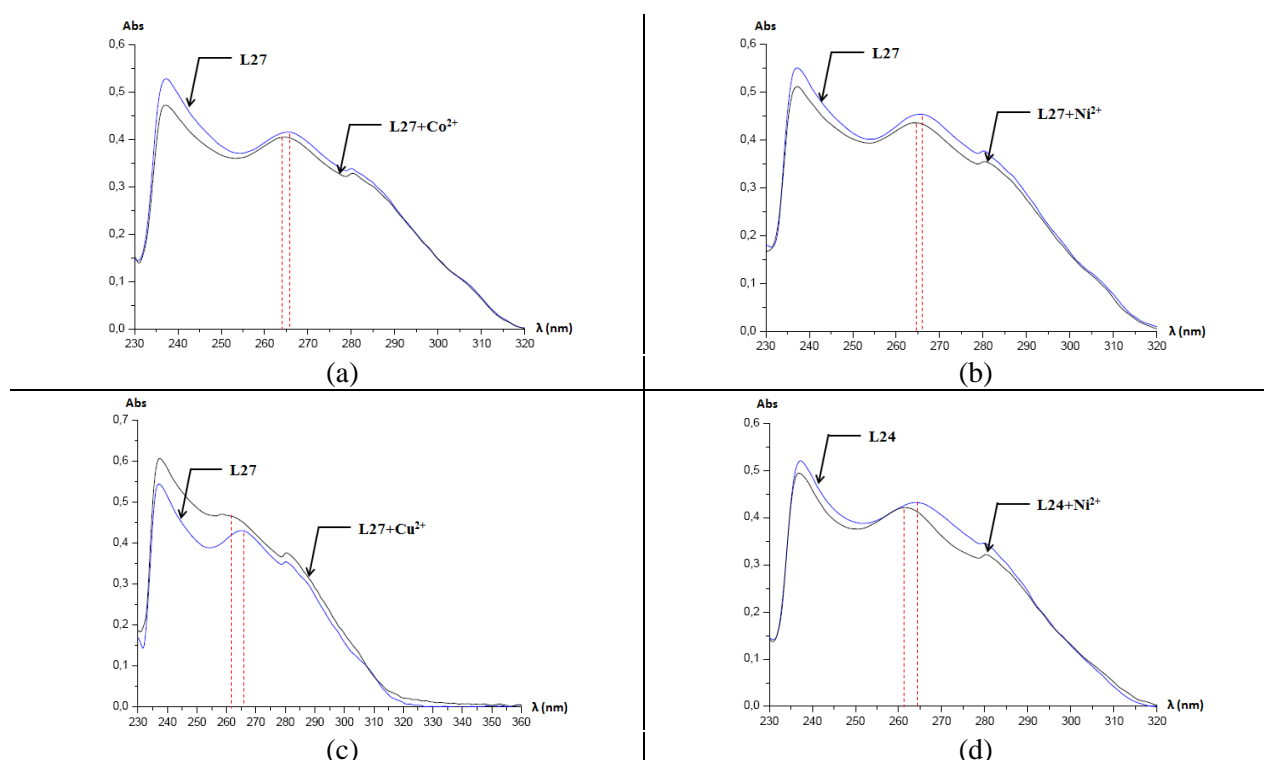 Abs
0,6
0,5
0,4
0,3
0,2
0,1
0,0
L27
L27+Co²⁺
230 240 250 260 270 280 290 300 310 320
λ (nm)
(a)
Abs
0,6
0,5
0,4
0,3
0,2
0,1
0,0
L27
L27+Ni²⁺
230 240 250 260 270 280 290 300 310 320
λ (nm)
(b)
Abs
0,7
0,6
0,5
0,4
0,3
0,2
0,1
0,0
L27
L27+Cu²⁺
230 240 250 260 270 280 290 300 310 320 330 340 350 360
λ (nm)
(c)
Abs
0,6
0,5
0,4
0,3
0,2
0,1
0,0
L24
L24+Ni²⁺
230 240 250 260 270 280 290 300 310 320
λ (nm)
(d)